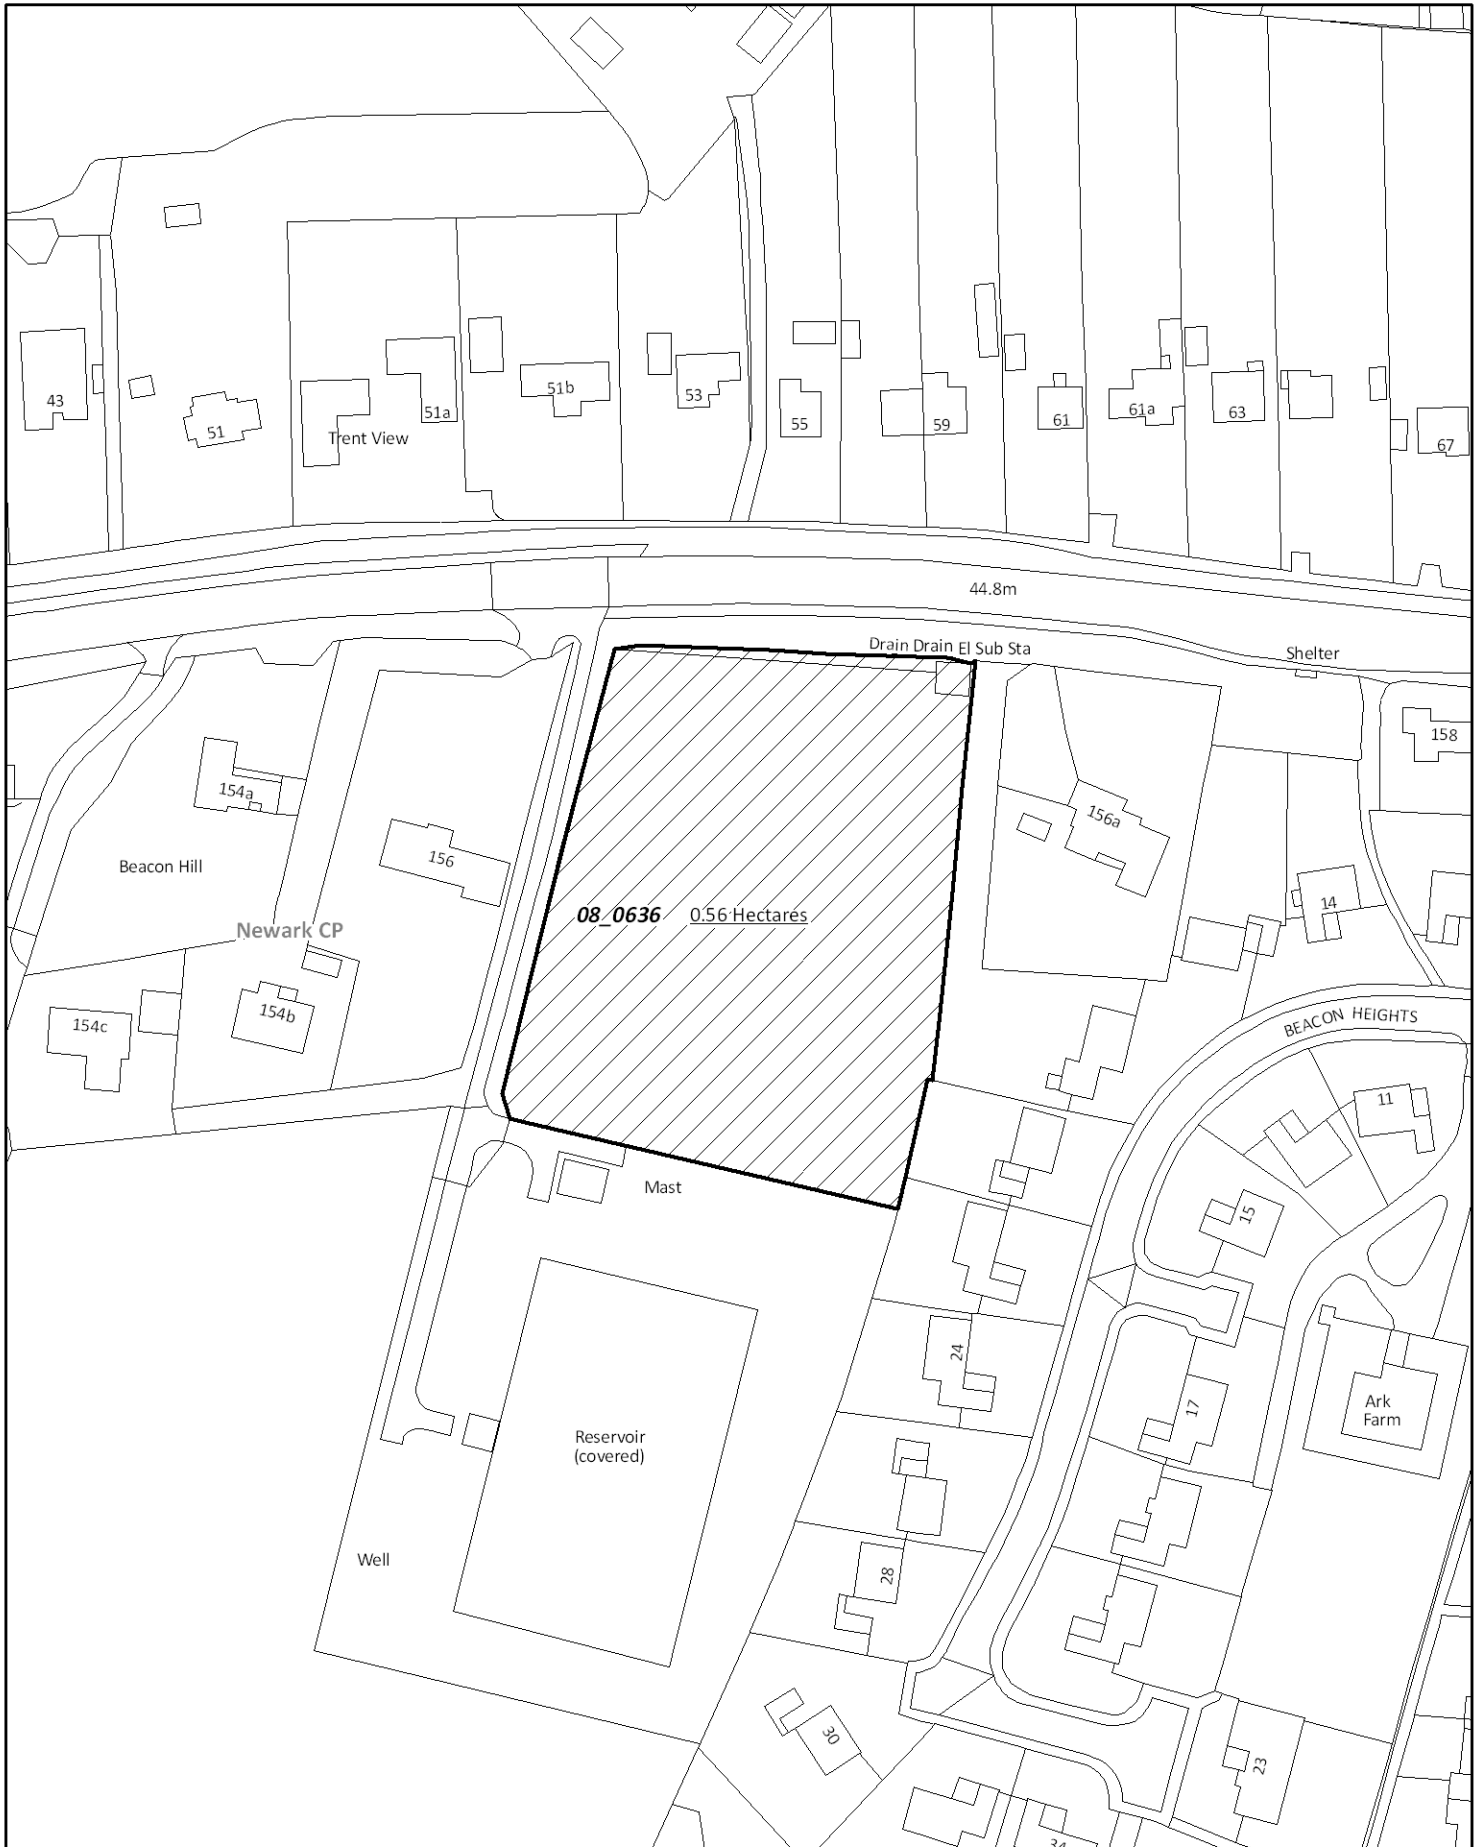 43
51
Trent View
51a
51b
53
55
59
61
61a
63
67
44.8m
Drain Drain El Sub Sta
Shelter
158
154a
156
156a
Beacon Hill
14
08_0636 0.56 Hectares
Newark CP
154c
154b
BEACON HEIGHTS
11
Mast
15
24
17
Ark
Farm
Reservoir
(covered)
Well
28
30
23
34